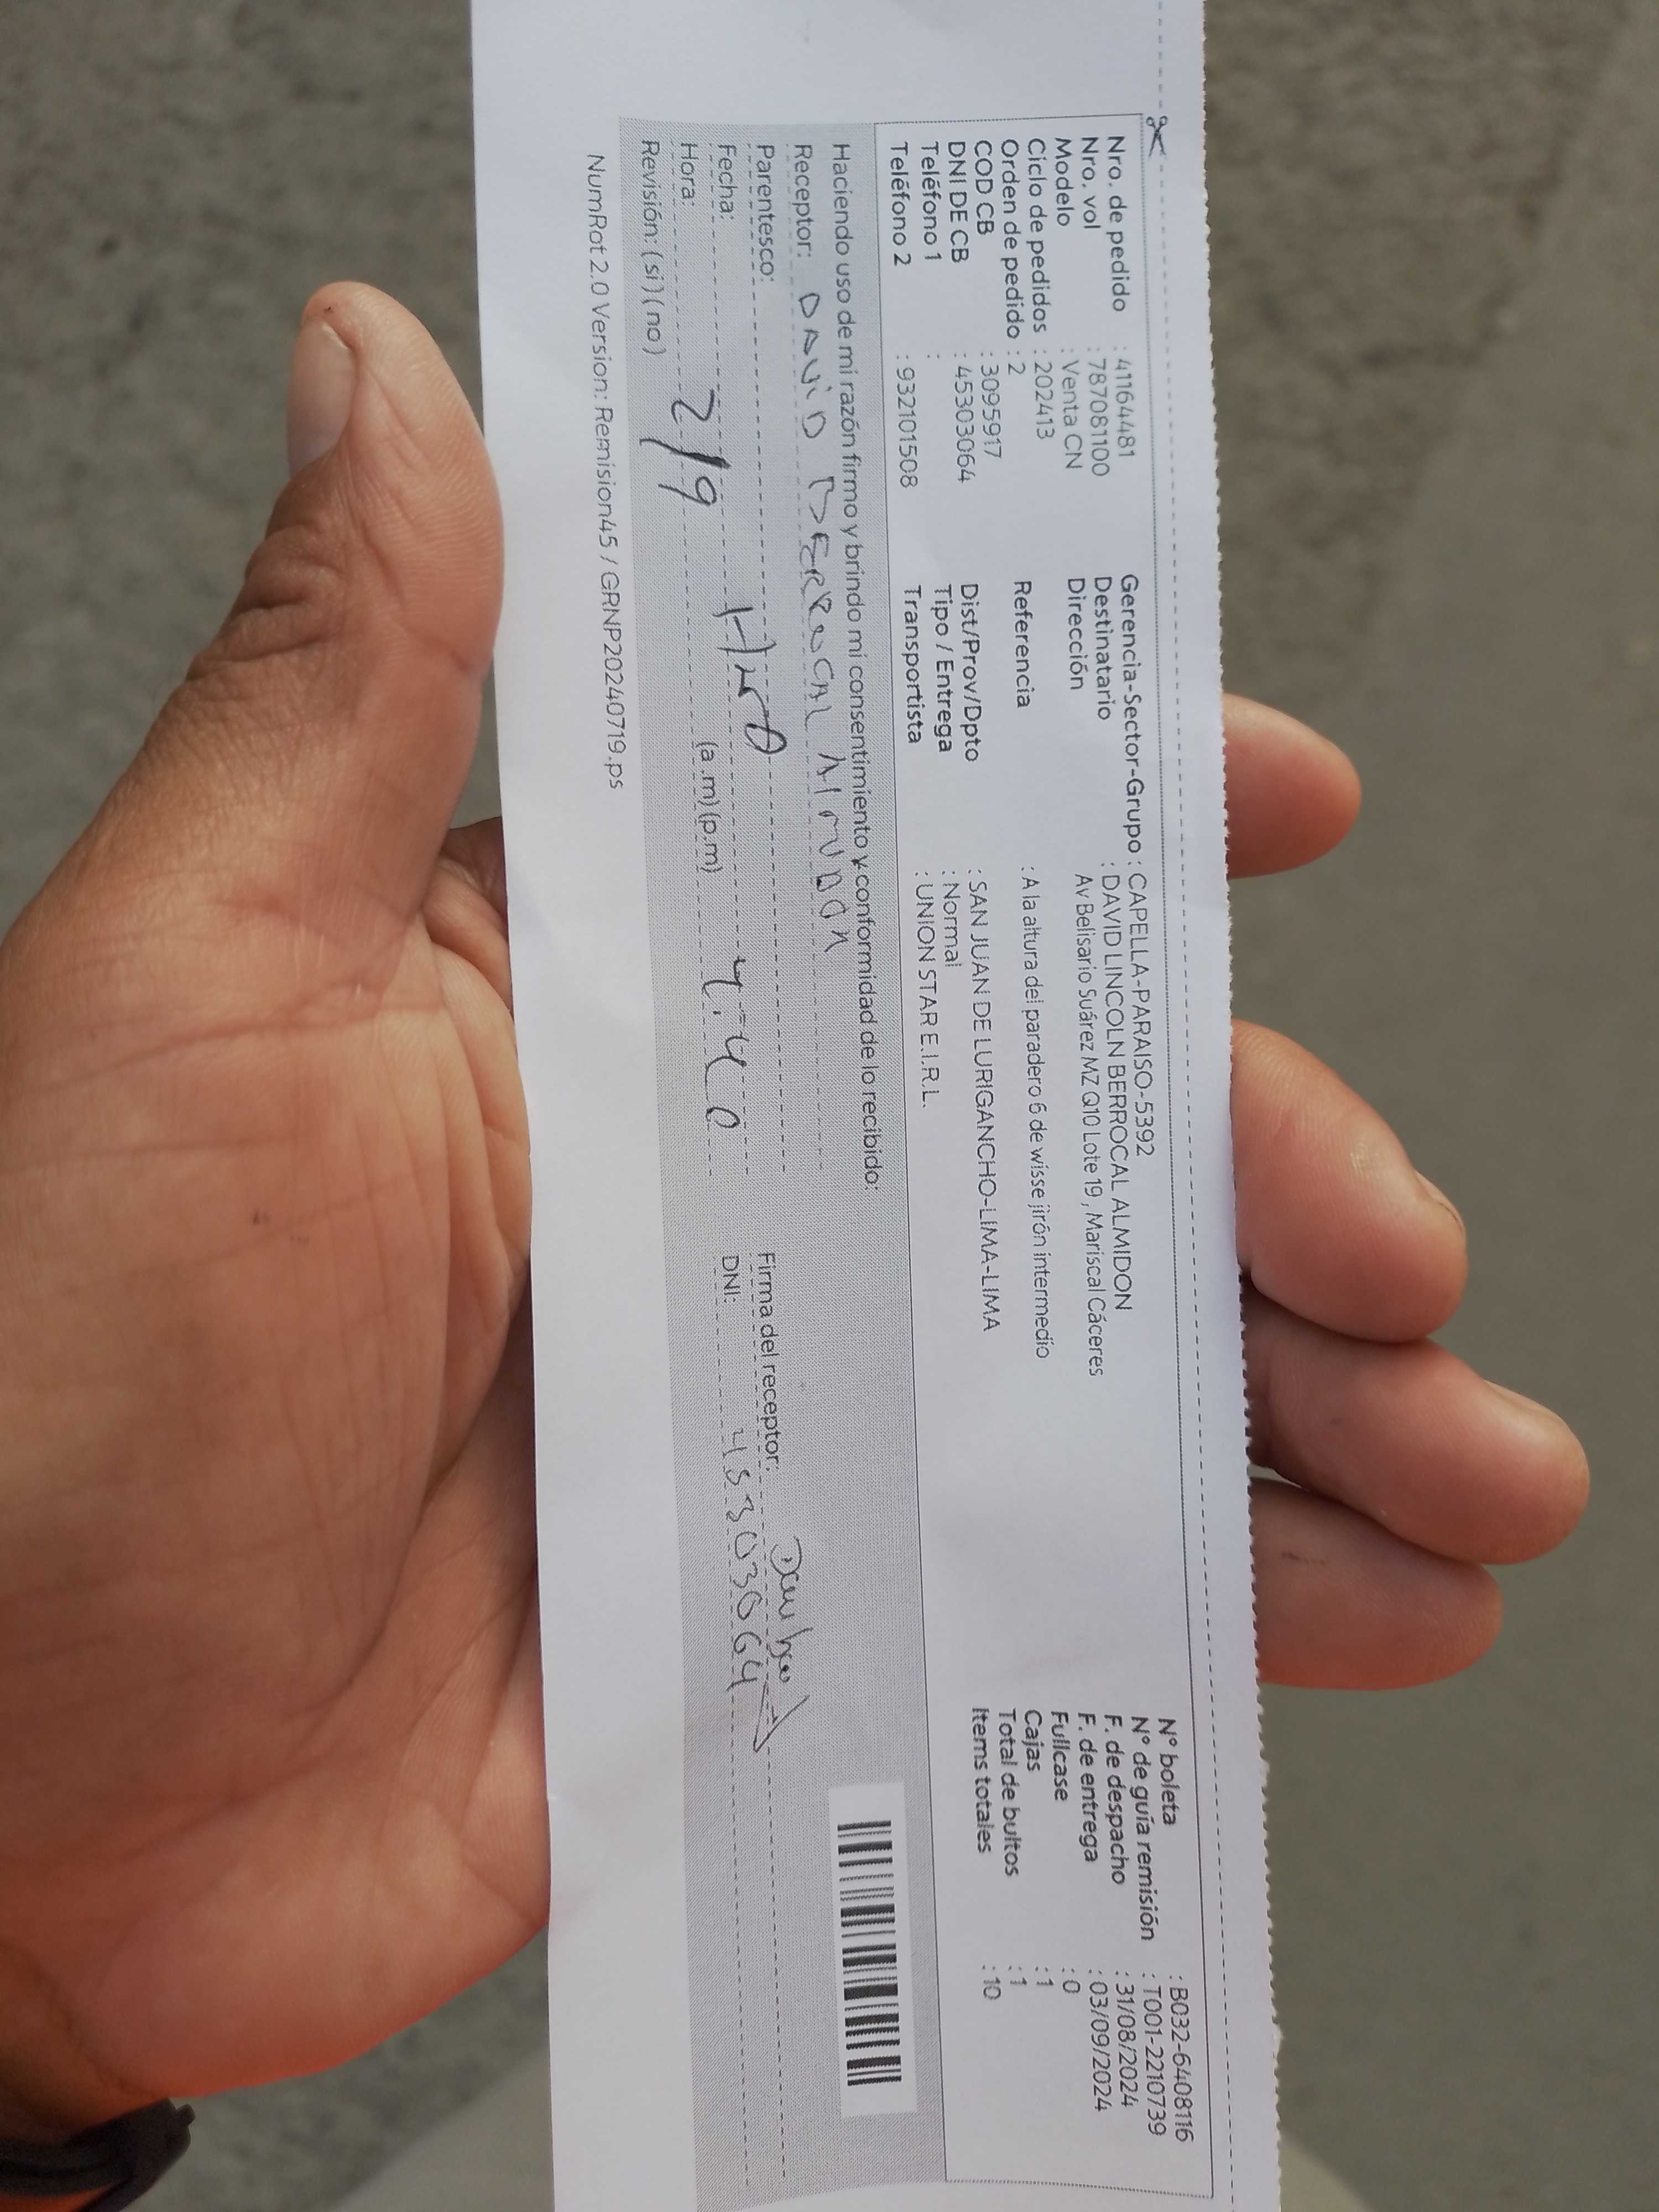 Nro. de pedido : 41164481
Nro. vol : 787081100
Modelo : Venta CN
Ciclo de pedidos : 202413
Orden de pedido : 2
COD CB : 3095917
DNI DE CB : 45303064
Teléfono 1 :
Teléfono 2 : 932101508
Gerencia-Sector-Grupo : CAPELLA-PARAISO-5392
Destinatario : DAVID LINCOLN BERROCAL ALMIDON
Dirección Av Belisario Suárez MZ Q10 Lote 19 , Mariscal Cáceres
Referencia : A la altura del paradero 6 de wisse jirón intermedio
Dist/Prov/Dpto : SAN JUAN DE LURIGANCHO-LIMA-LIMA
Tipo / Entrega : Normal
Transportista : UNION STAR E.I.R.L.
N° boleta : B032-6408116
N° de guía remisión : T001-2210739
F. de despacho : 31/08/2024
F. de entrega : 03/09/2024
Fullcase : 0
Cajas : 1
Total de bultos : 1
Items totales : 10
Haciendo uso de mi razón firmo y brindo mi consentimiento y conformidad de lo recibido:
Receptor: DAViD BERROCAL
Parentesco:
Fecha: 2/9
Hora: (a.m) (p.m) 4:40
Revisión: ( si ) ( no )
Firma del receptor:
DNI: 45303064
NumRot 2.0 Version: Remision45 / GRNP20240719.ps